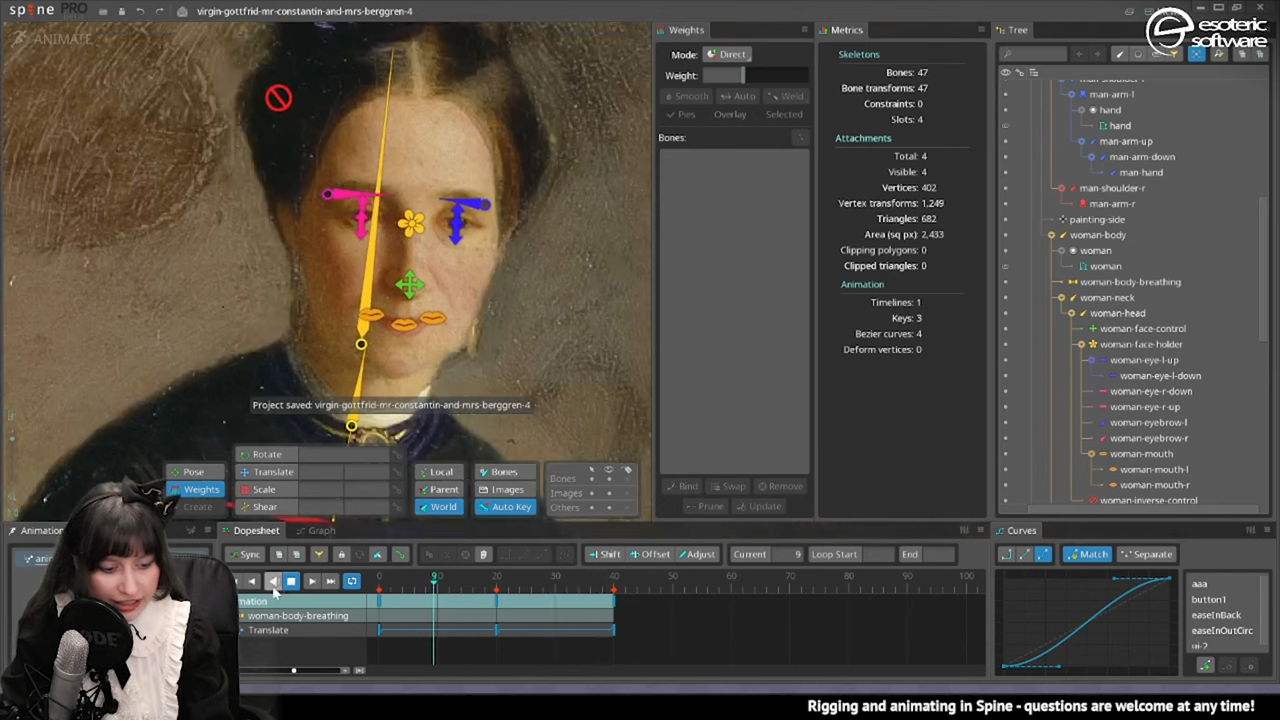 spine PRO
virgin-gottfrid-mr-constantin-and-mrs-berggren-4
esoteric
software
ANIMATE
Weights
Mode: Direct
Weight:
Smooth Auto Weld
Pies Overlay Selected
Bones:
Bind Swap Remove
Prune Update
Metrics
Skeletons
Bones: 47
Bone transforms: 47
Constraints: 0
Slots: 4
Attachments
Total: 4
Visible: 4
Vertices: 402
Vertex transforms: 1,249
Triangles: 682
Area (sq px): 2,433
Clipping polygons: 0
Clipped triangles: 0
Animation
Timelines: 1
Keys: 3
Bezier curves: 4
Deform vertices: 0
Tree
man-arm-l
hand
hand
man-arm-up
man-arm-down
man-hand
man-shoulder-r
man-arm-r
painting-side
woman-body
woman
woman
woman-body-breathing
woman-neck
woman-head
woman-face-control
woman-face-holder
woman-eye-l-up
woman-eye-l-down
woman-eye-r-down
woman-eye-r-up
woman-eyebrow-l
woman-eyebrow-r
woman-mouth
woman-mouth-l
woman-mouth-r
woman-inverse-control
Project saved: virgin-gottfrid-mr-constantin-and-mrs-berggren-4
Pose
Weights
Create
Rotate
Translate
Scale
Shear
Local
Parent
World
Bones
Images
Auto Key
Bones
Images
Others
Dopesheet Graph
Sync
Shift Offset Adjust
Current 9 Loop Start End
0 9 20 30 40 50 60 70 80 90 100
mation
woman-body-breathing
Translate
Curves
Match Separate
aaa
button1
easeInBack
easeInOutCirc
ui-2
Rigging and animating in Spine - questions are welcome at any time!